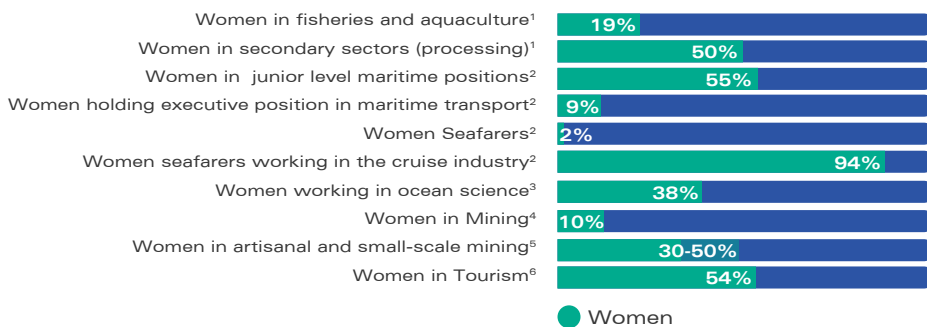 Women in fisheries and aquaculture¹ 19%
Women in secondary sectors (processing)¹ 50%
Women in junior level maritime positions² 55%
Women holding executive position in maritime transport² 9%
Women Seafarers² 2%
Women seafarers working in the cruise industry² 94%
Women working in ocean science³ 38%
Women in Mining⁴ 10%
Women in artisanal and small-scale mining⁵ 30-50%
Women in Tourism⁶ 54%
Women